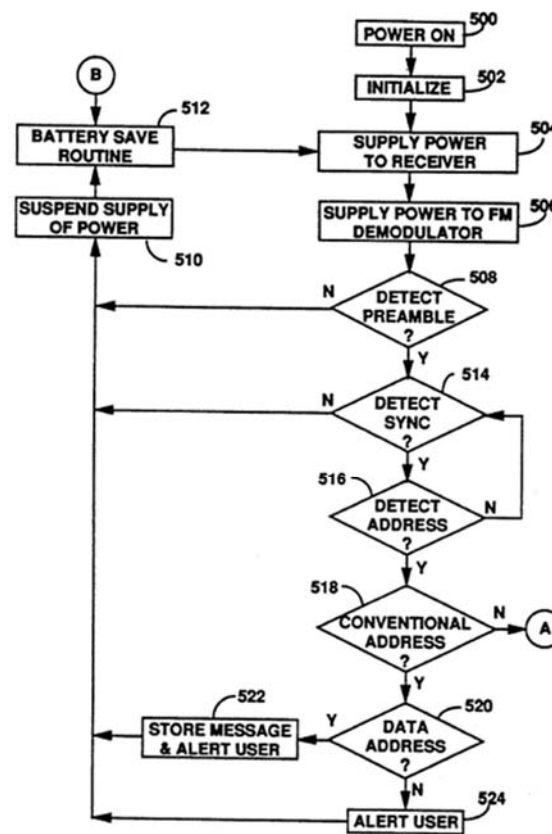 500
POWER ON
502
INITIALIZE
B
512
BATTERY SAVE
ROUTINE
504
SUPPLY POWER
TO RECEIVER
SUSPEND SUPPLY
OF POWER
510
506
SUPPLY POWER TO FM
DEMODULATOR
508
N
DETECT
PREAMBLE
?
Y
514
N
DETECT
SYNC
?
Y
516
DETECT
ADDRESS
?
N
Y
518
CONVENTIONAL
ADDRESS
?
N
A
Y
522
STORE MESSAGE
& ALERT USER
Y
520
DATA
ADDRESS
?
N
ALERT USER
524